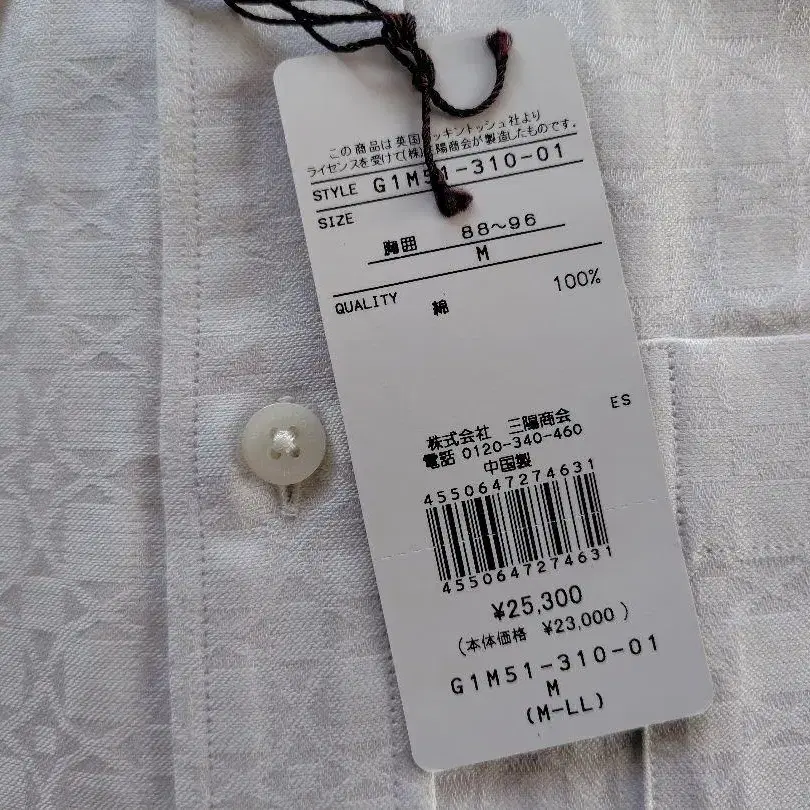 この商品は英国 ッキントッシュ社より
ライセンスを受けて(株) 陽商会が製造したものです。
STYLE G1M51-310-01
SIZE
胸囲 88～96
M
QUALITY 綿 100%
ES
株式会社 三陽商会
電話 0120-340-460
中国製
4550647274631
4550647274631
¥25,300
(本体価格 ¥23,000)
G1M51-310-01
M
(M-LL)